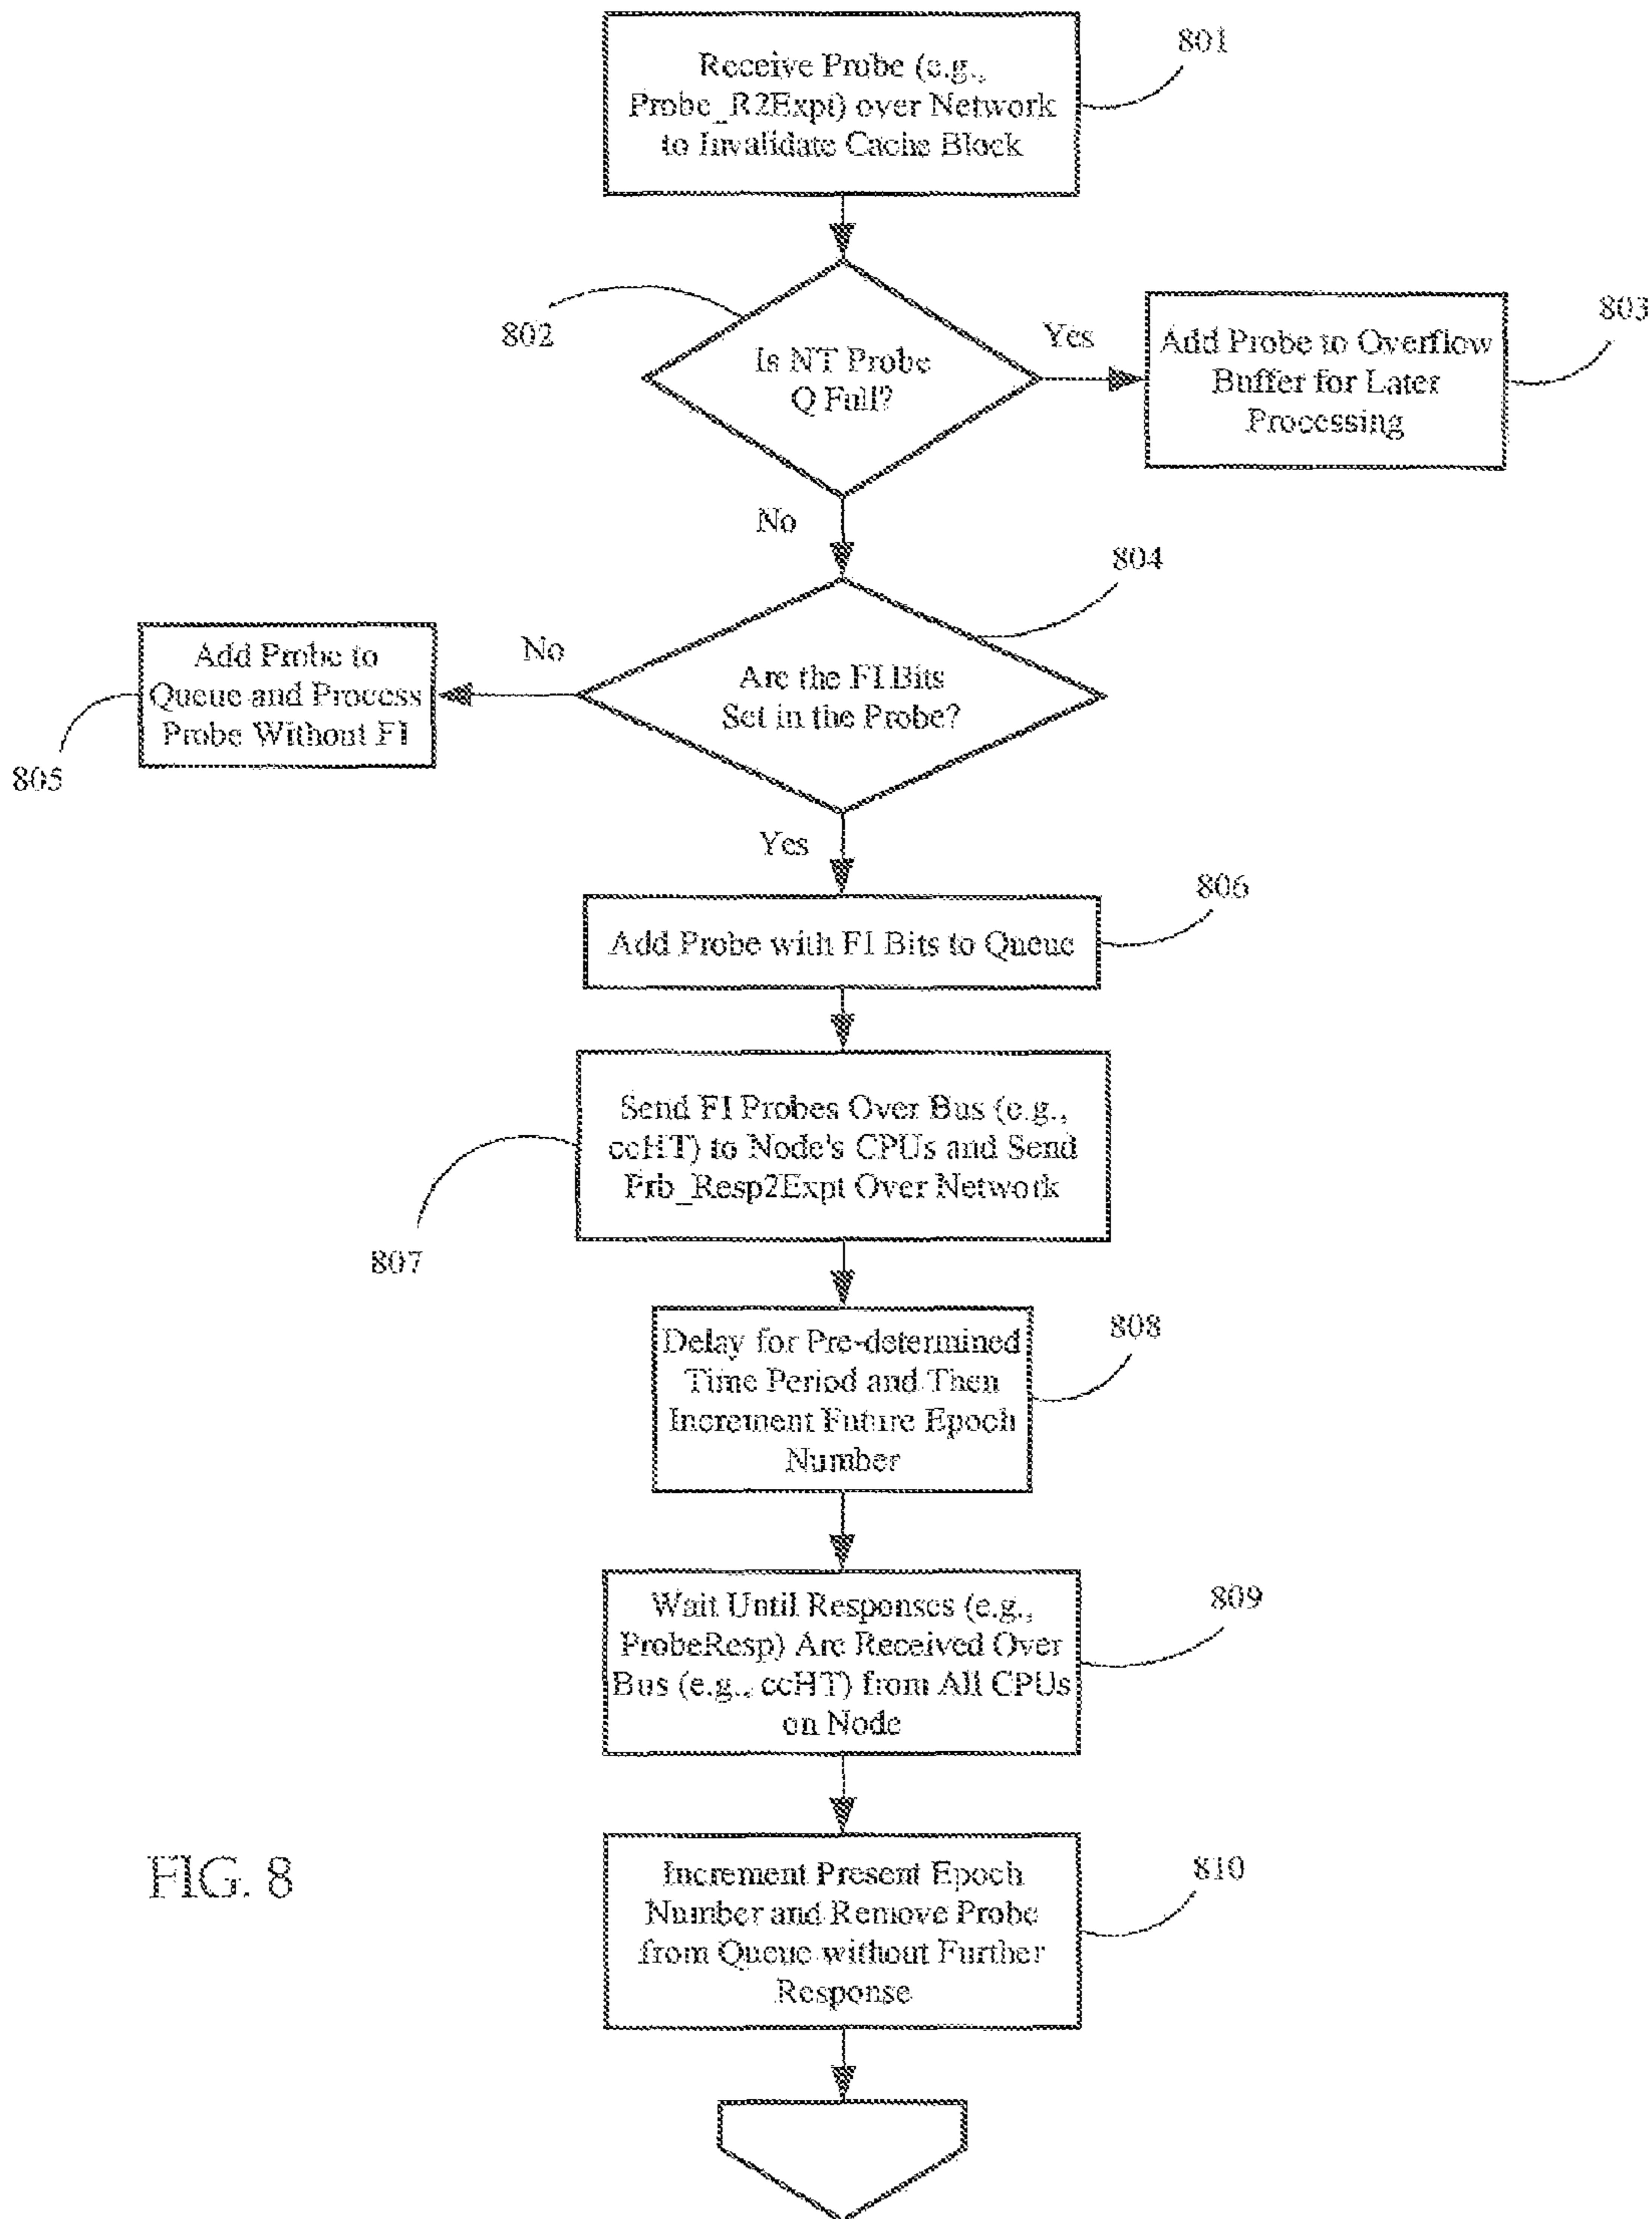 801
Receive Probe (e.g.,
Probe_R2Expt) over Network
to Invalidate Cache Block
802
Is NT Probe
Q Full?
Yes
Add Probe to Overflow
Buffer for Later
Processing
803
No
804
Are the FI Bits
Set in the Probe?
No
Add Probe to
Queue and Process
Probe Without FI
805
Yes
806
Add Probe with FI Bits to Queue
Send FI Probes Over Bus (e.g.,
ccHT) to Node's CPUs and Send
Prb_Resp2Expt Over Network
807
Delay for Pre-determined
Time Period and Then
Increment Future Epoch
Number
808
Wait Until Responses (e.g.,
ProbeResp) Are Received Over
Bus (e.g., ccHT) from All CPUs
on Node
809
Increment Present Epoch
Number and Remove Probe
from Queue without Further
Response
810
FIG. 8